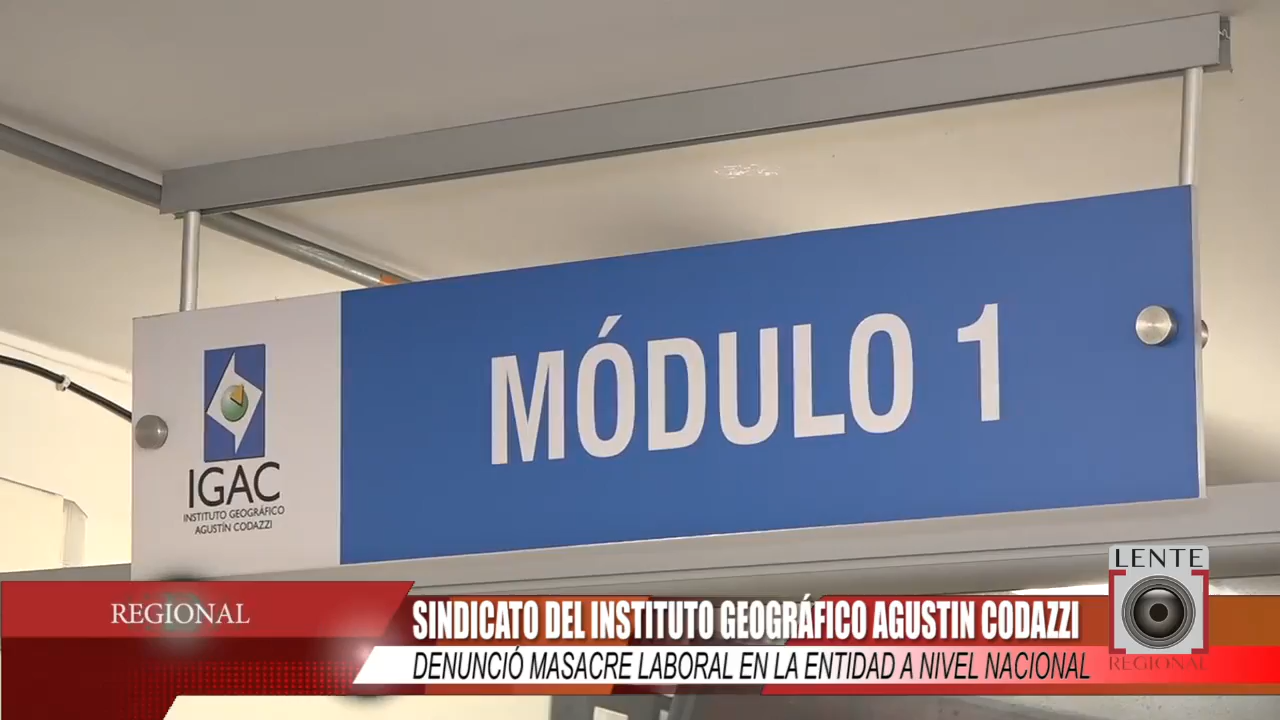 MÓDULO 1
IGAC
INSTITUTO GEOGRÁFICO
AGUSTÍN CODAZZI
REGIONAL
SINDICATO DEL INSTITUTO GEOGRÁFICO AGUSTIN CODAZZI
DENUNCIÓ MASACRE LABORAL EN LA ENTIDAD A NIVEL NACIONAL
LENTE
REGIONAL